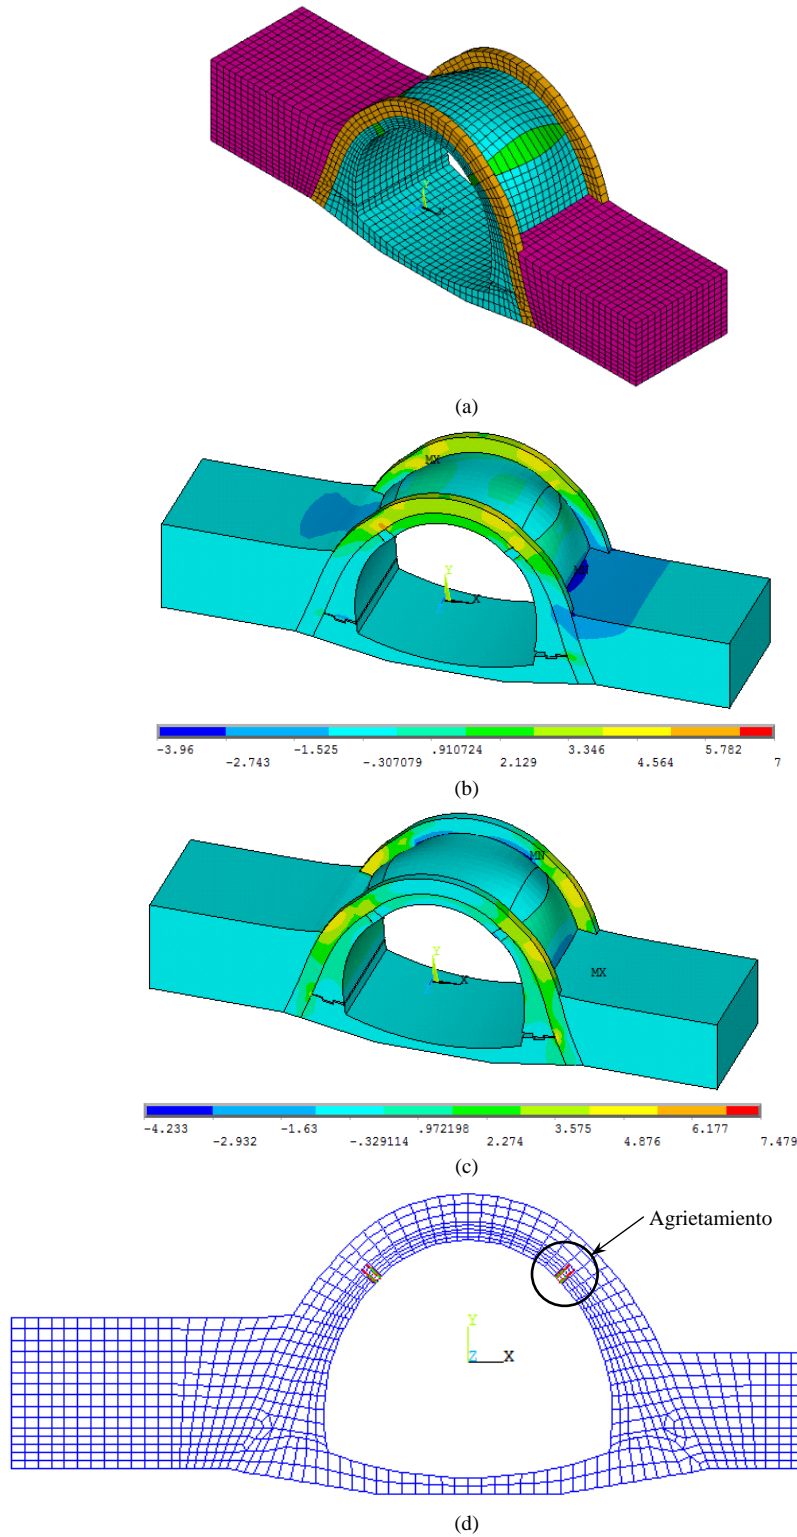 (a)
MX
MN
Y
X
-3.96 -1.525 .910724 3.346 5.782
-2.743 -.307079 2.129 4.564 7
(b)
MN
MX
Y
X
-4.233 -1.63 .972198 3.575 6.177
-2.932 -.329114 2.274 4.876 7.479
(c)
Agrietamiento
Y
Z X
(d)